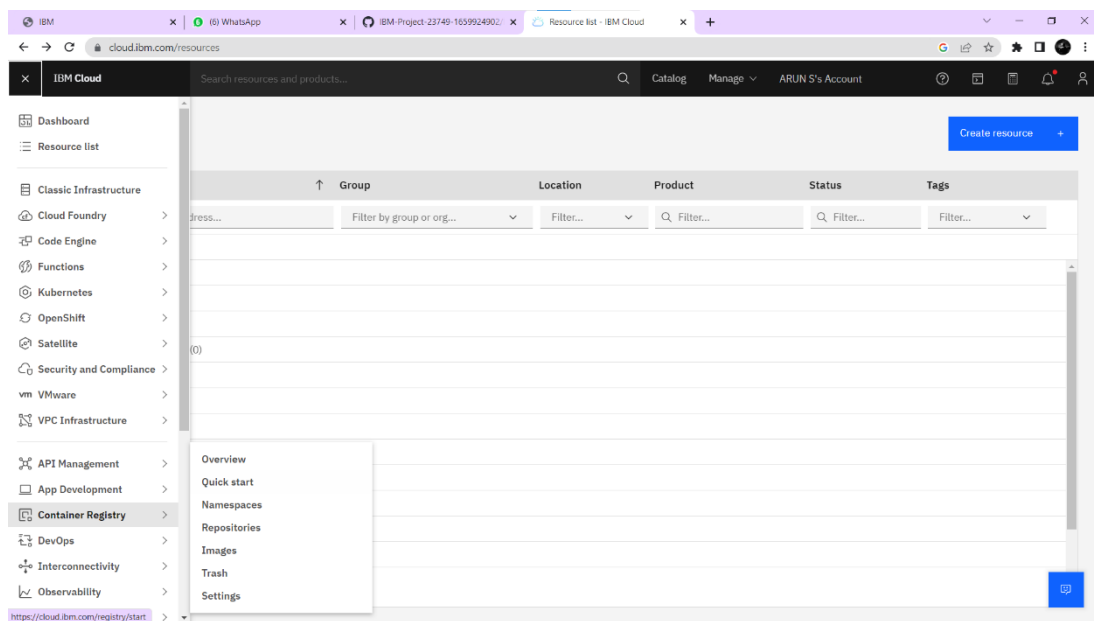 IBM
(6) WhatsApp
IBM-Project-23749-1659924902/
Resource list - IBM Cloud
cloud.ibm.com/resources
IBM Cloud
Search resources and products...
Catalog
Manage
ARUN S's Account
Dashboard
Resource list
Create resource +
Classic Infrastructure
Cloud Foundry
Code Engine
Functions
Kubernetes
OpenShift
Satellite
Security and Compliance
vm VMware
VPC Infrastructure
API Management
App Development
Container Registry
DevOps
Interconnectivity
Observability
https://cloud.ibm.com/registry/start
Group
Location
Product
Status
Tags
dress...
Filter by group or org...
Filter...
Filter...
Filter...
Filter...
(0)
Overview
Quick start
Namespaces
Repositories
Images
Trash
Settings